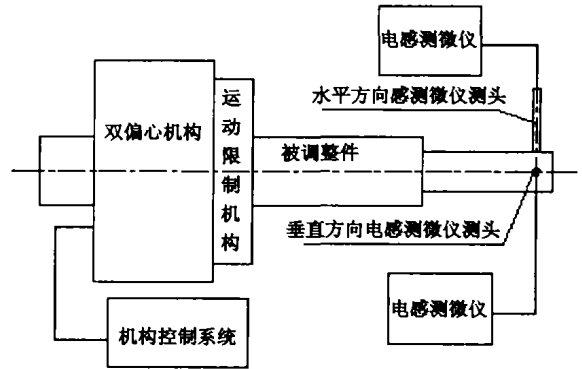 电感测微仪
水平方向感测微仪测头
双偏心机构
运动限制机构
被调整件
垂直方向电感测微仪测头
电感测微仪
机构控制系统